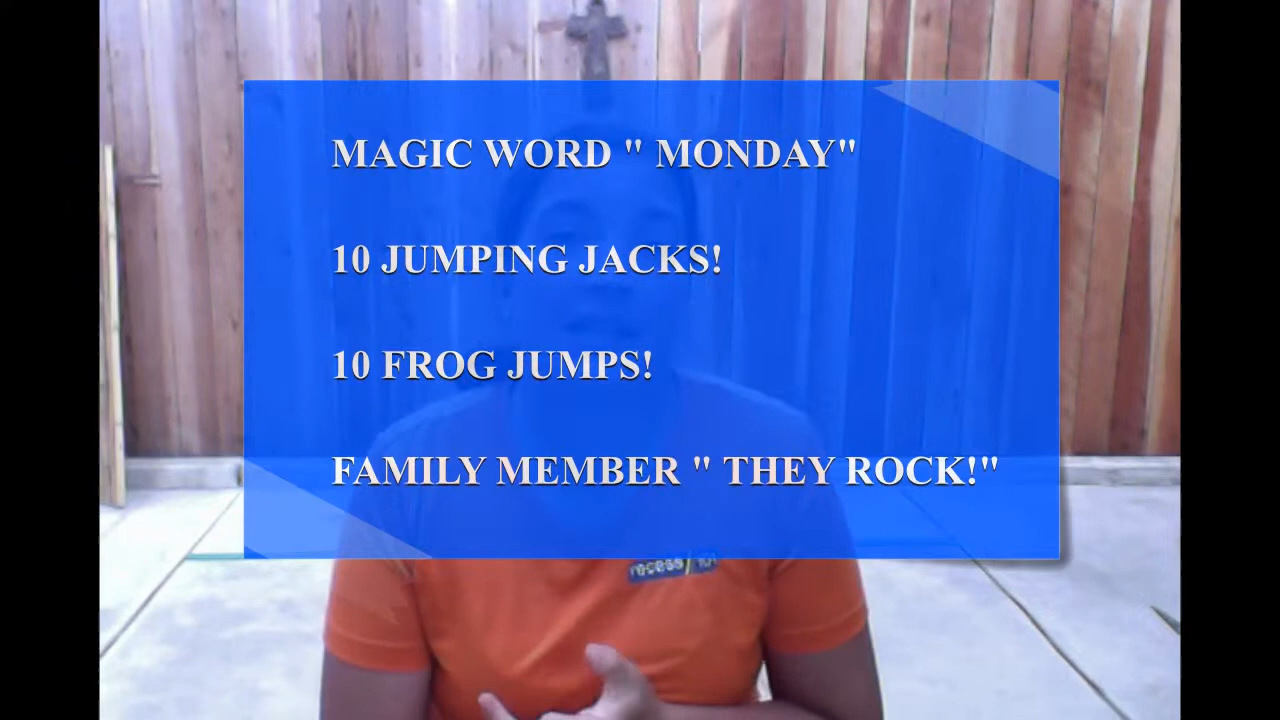 MAGIC WORD " MONDAY"
10 JUMPING JACKS!
10 FROG JUMPS!
FAMILY MEMBER " THEY ROCK!"